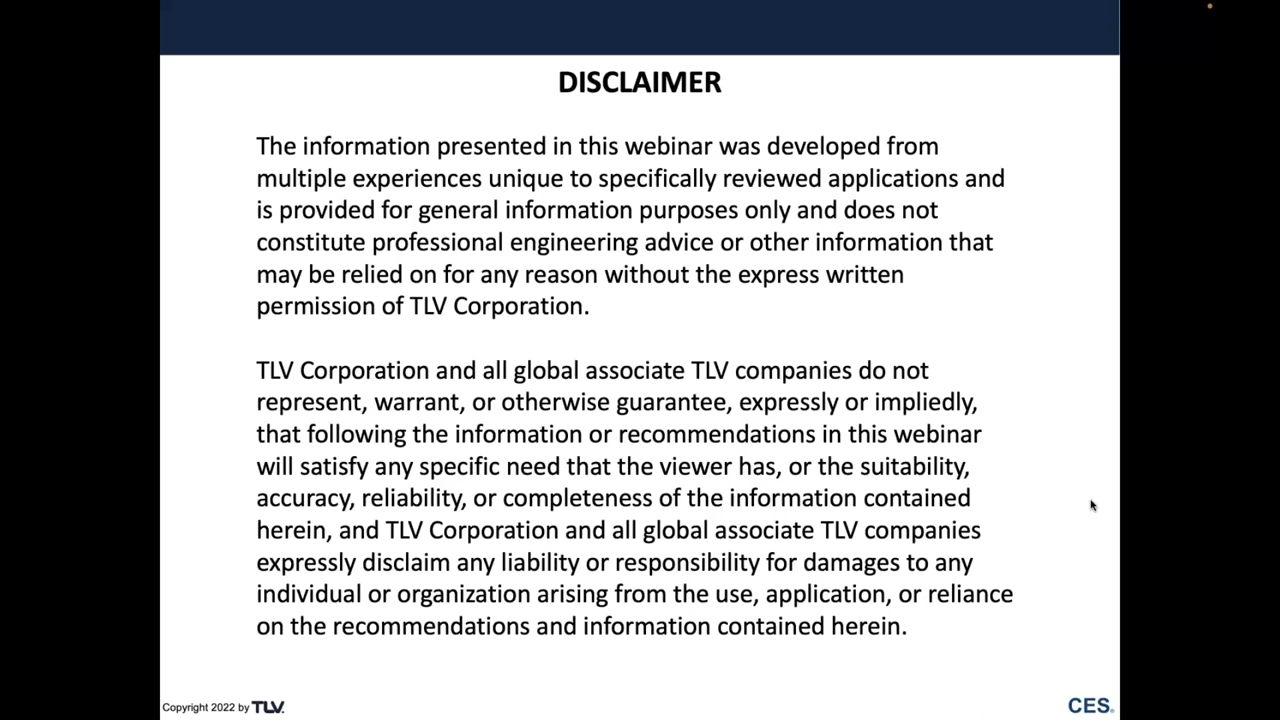 DISCLAIMER
The information presented in this webinar was developed from
multiple experiences unique to specifically reviewed applications and
is provided for general information purposes only and does not
constitute professional engineering advice or other information that
may be relied on for any reason without the express written
permission of TLV Corporation.
TLV Corporation and all global associate TLV companies do not
represent, warrant, or otherwise guarantee, expressly or impliedly,
that following the information or recommendations in this webinar
will satisfy any specific need that the viewer has, or the suitability,
accuracy, reliability, or completeness of the information contained
herein, and TLV Corporation and all global associate TLV companies
expressly disclaim any liability or responsibility for damages to any
individual or organization arising from the use, application, or reliance
on the recommendations and information contained herein.
Copyright 2022 by TLV.
CES®